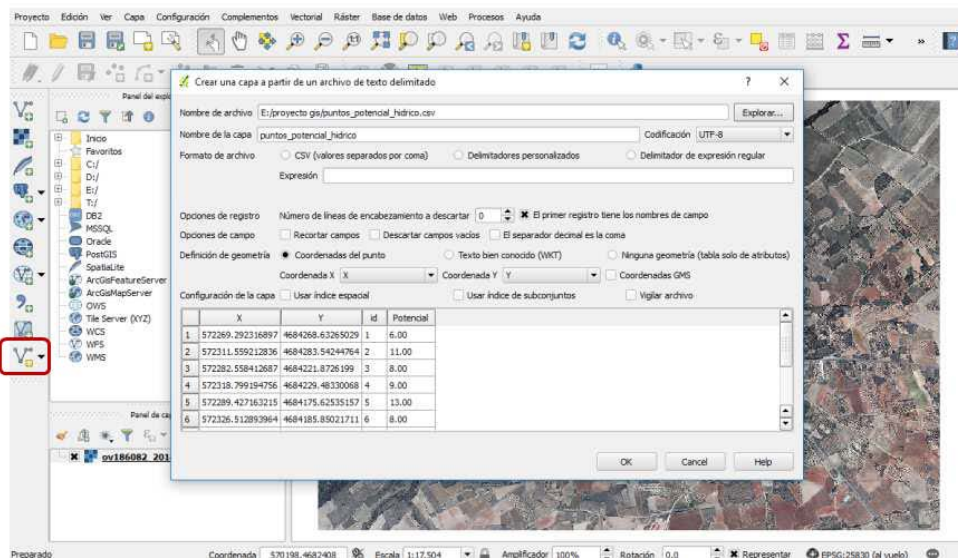 Proyecto Edición Ver Capa Configuración Complementos Vectorial Ráster Base de datos Web Procesos Ayuda
Crear una capa a partir de un archivo de texto delimitado ? ×
Panel del explo
Nombre de archivo E:/proyecto gis/puntos_potencial_hidrico.csv Explorar...
Nombre de la capa puntos_potencial_hidrico Codificación UTF-8
Formato de archivo CSV (valores separados por coma) Delimitadores personalizados Delimitador de expresión regular
Expresión
Opciones de registro Número de líneas de encabezamiento a descartar 0 El primer registro tiene los nombres de campo
Opciones de campo Recortar campos Descartar campos vacíos El separador decimal es la coma
Definición de geometría Coordenadas del punto Texto bien conocido (WKT) Ninguna geometría (tabla solo de atributos)
Coordenada X X Coordenada Y Y Coordenadas GMS
Configuración de la capa Usar índice espacial Usar índice de subconjuntos Vigilar archivo
X Y id Potencial
1 572269.292316897 4684268.63265029 1 6.00
2 572311.559212836 4684283.54244764 2 11.00
3 572282.558412687 4684221.8726199 3 8.00
4 572318.799194756 4684229.48330068 4 9.00
5 572289.427163215 4684175.62535157 5 13.00
6 572326.512893964 4684185.85021711 6 8.00
OK Cancel Help
Inicio
Favoritos
C:/
D:/
E:/
T:/
DB2
MSSQL
Oracle
PostGIS
SpatiaLite
ArcGisFeatureServer
ArcGisMapServer
OWS
Tile Server (XYZ)
WCS
WFS
WMS
Panel de cap
ov186082_201
Preparado Coordenada 570198,4682408 Escala 1:17.504 Amplificador 100% Rotación 0,0 Representar EPSG:25830 (al vuelo)